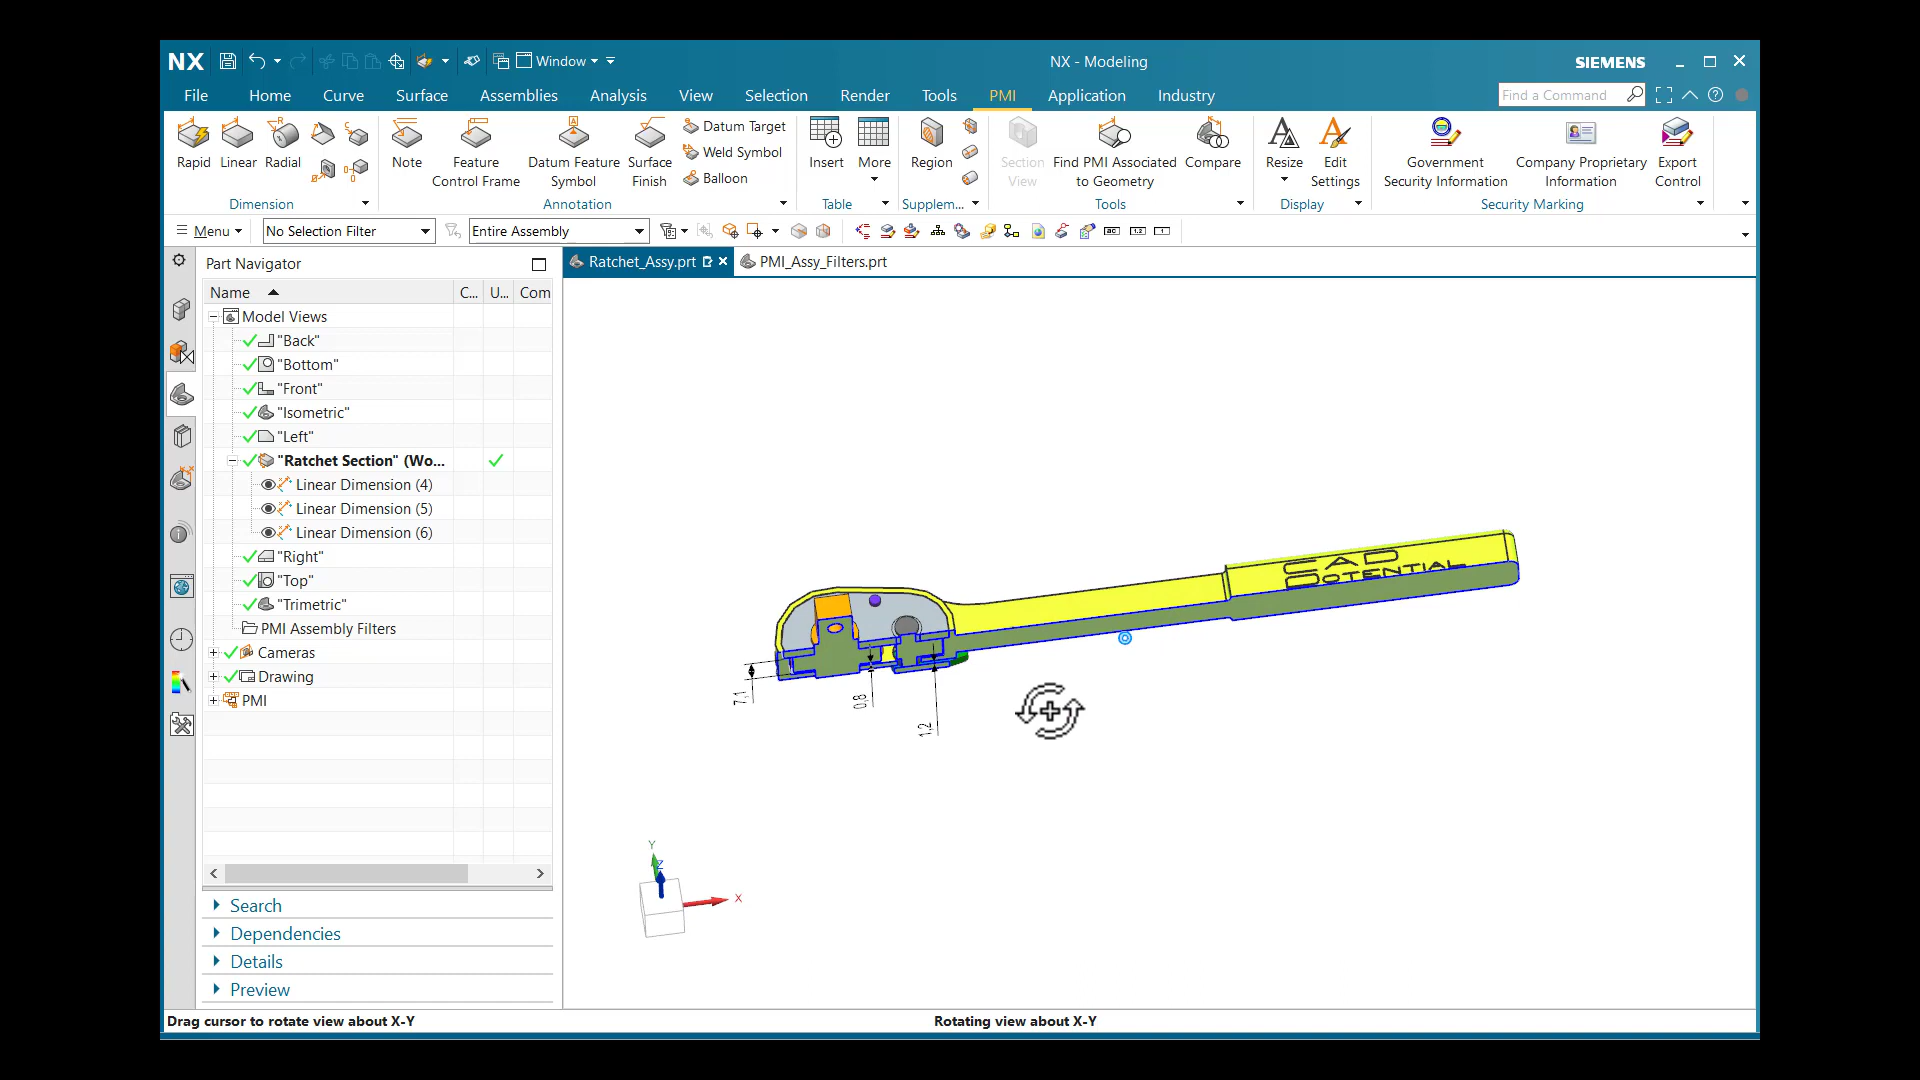 NX
Window
NX - Modeling
SIEMENS
File Home Curve Surface Assemblies Analysis View Selection Render Tools PMI Application Industry
Find a Command
Rapid Linear Radial
Dimension
Note
Feature
Control Frame
Datum Feature
Symbol
Surface
Finish
Datum Target
Weld Symbol
Balloon
Annotation
Insert More
Table
Region
Supplem...
Section
View
Find PMI Associated
to Geometry
Compare
Tools
Resize
Edit
Settings
Display
Government
Security Information
Company Proprietary
Information
Export
Control
Security Marking
Menu
No Selection Filter
Entire Assembly
Part Navigator
Ratchet_Assy.prt
PMI_Assy_Filters.prt
Name C... U... Com
Model Views
"Back"
"Bottom"
"Front"
"Isometric"
"Left"
"Ratchet Section" (Wo...
Linear Dimension (4)
Linear Dimension (5)
Linear Dimension (6)
"Right"
"Top"
"Trimetric"
PMI Assembly Filters
Cameras
Drawing
PMI
CAD
POTENTIAL
7,1
0,8
1,2
Y
Z
X
Search
Dependencies
Details
Preview
Drag cursor to rotate view about X-Y
Rotating view about X-Y